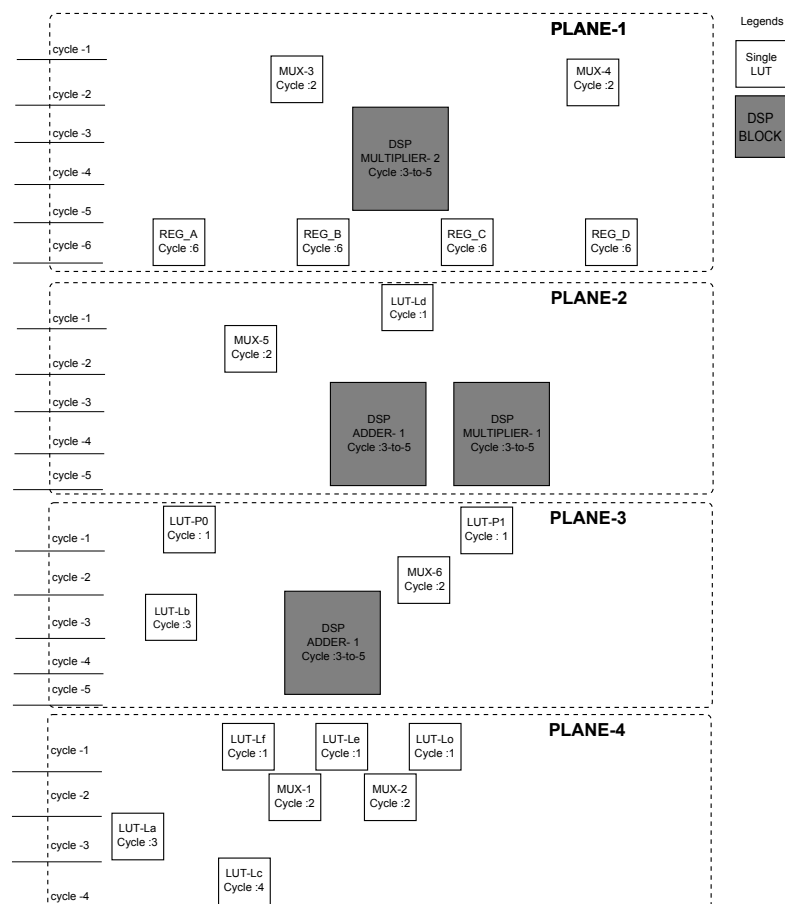 PLANE-1
Legends
cycle -1
MUX-3
Cycle :2
MUX-4
Cycle :2
Single
LUT
cycle -2
DSP
BLOCK
cycle -3
DSP
MULTIPLIER- 2
Cycle :3-to-5
cycle -4
cycle -5
REG_A
Cycle :6
REG_B
Cycle :6
REG_C
Cycle :6
REG_D
Cycle :6
cycle -6
PLANE-2
LUT-Ld
Cycle :1
cycle -1
MUX-5
Cycle :2
cycle -2
cycle -3
DSP
ADDER- 1
Cycle :3-to-5
DSP
MULTIPLIER- 1
Cycle :3-to-5
cycle -4
cycle -5
PLANE-3
LUT-P0
Cycle : 1
LUT-P1
Cycle : 1
cycle -1
MUX-6
Cycle :2
cycle -2
LUT-Lb
Cycle :3
cycle -3
DSP
ADDER- 1
Cycle :3-to-5
cycle -4
cycle -5
PLANE-4
LUT-Lf
Cycle :1
LUT-Le
Cycle :1
LUT-Lo
Cycle :1
cycle -1
MUX-1
Cycle :2
MUX-2
Cycle :2
cycle -2
LUT-La
Cycle :3
cycle -3
LUT-Lc
Cycle :4
cycle -4